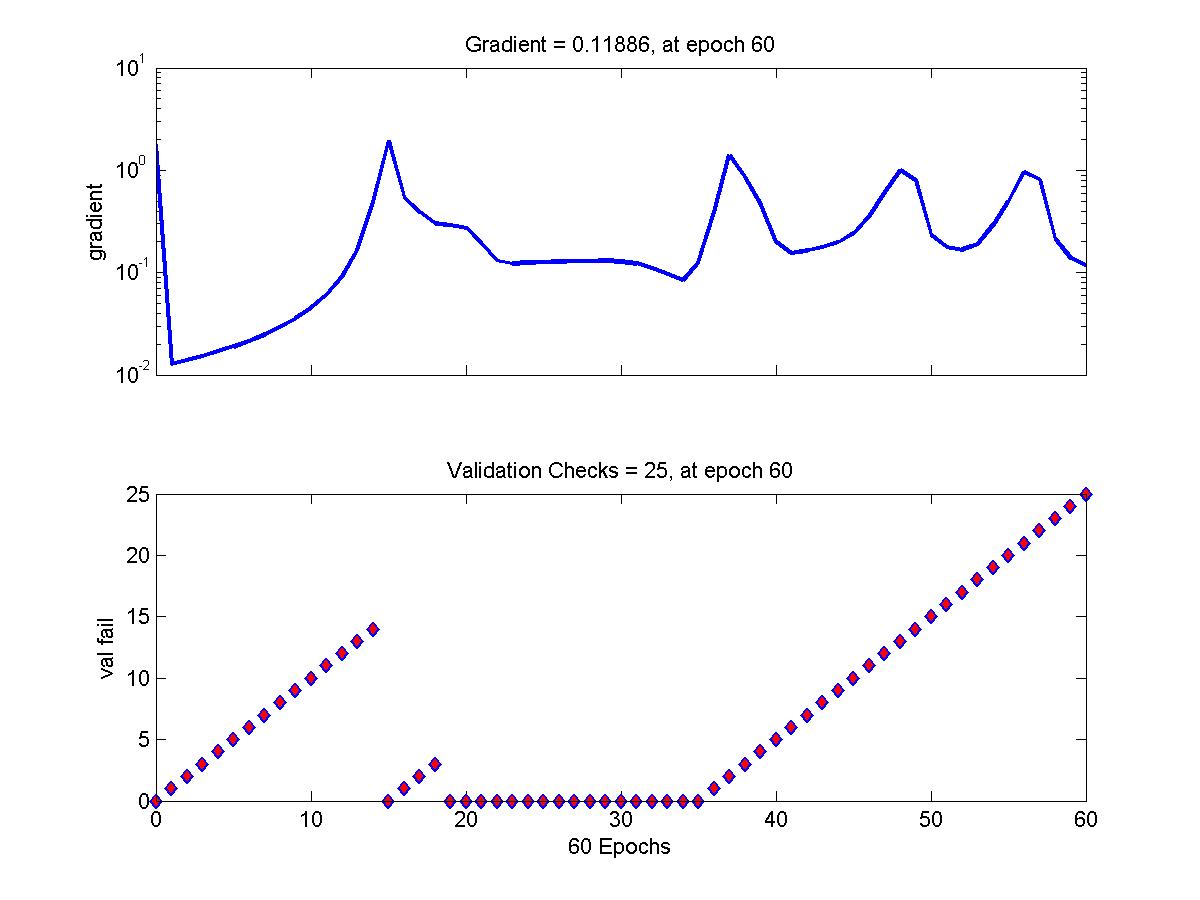 Gradient = 0.11886, at epoch 60
10^1
10^0
10^-1
10^-2
gradient
Validation Checks = 25, at epoch 60
25
20
15
10
5
0
val fail
0 10 20 30 40 50 60
60 Epochs